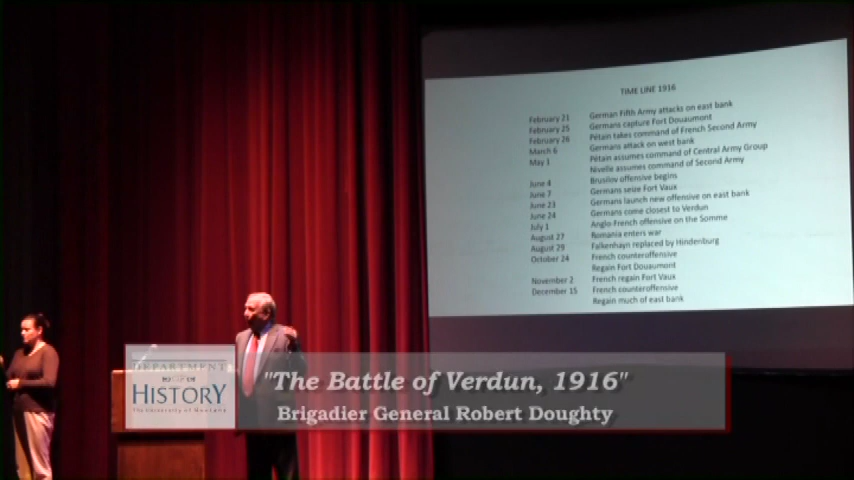 TIME LINE 1916
February 21 German Fifth Army attacks on east bank
February 25 Germans capture Fort Douaumont
February 26 Pétain takes command of French Second Army
March 6 Germans attack on west bank
May 1 Pétain assumes command of Central Army Group
Nivelle assumes command of Second Army
June 4 Brusilov offensive begins
June 7 Germans seize Fort Vaux
June 23 Germans launch new offensive on east bank
June 24 Germans come closest to Verdun
July 1 Anglo-French offensive on the Somme
August 27 Romania enters war
August 29 Falkenhayn replaced by Hindenburg
October 24 French counteroffensive
Regain Fort Douaumont
November 2 French regain Fort Vaux
December 15 French counteroffensive
Regain much of east bank
DEPARTMENT
OF
HISTORY
The University of Montana
"The Battle of Verdun, 1916"
Brigadier General Robert Doughty